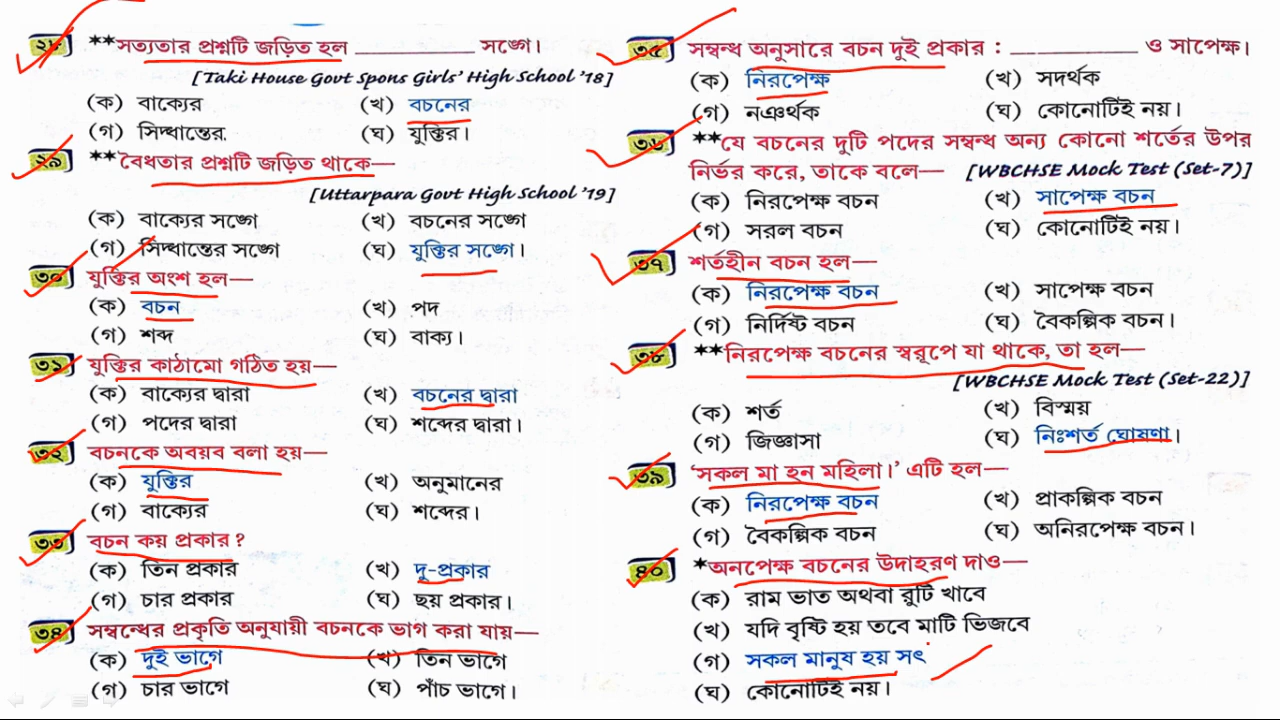 ২৮ **সত্যতার প্রশ্নটি জড়িত হল ____________ সঙ্গে।
[Taki House Govt Spons Girls' High School '18]
(ক) বাক্যের (খ) বচনের
(গ) সিদ্ধান্তের (ঘ) যুক্তির।
২৯ **বৈধতার প্রশ্নটি জড়িত থাকে—
[Uttarpara Govt High School '19]
(ক) বাক্যের সঙ্গে (খ) বচনের সঙ্গে
(গ) সিদ্ধান্তের সঙ্গে (ঘ) যুক্তির সঙ্গে।
৩০ যুক্তির অংশ হল—
(ক) বচন (খ) পদ
(গ) শব্দ (ঘ) বাক্য।
৩১ যুক্তির কাঠামো গঠিত হয়—
(ক) বাক্যের দ্বারা (খ) বচনের দ্বারা
(গ) পদের দ্বারা (ঘ) শব্দের দ্বারা।
৩২ বচনকে অবয়ব বলা হয়—
(ক) যুক্তির (খ) অনুমানের
(গ) বাক্যের (ঘ) শব্দের।
৩৩ বচন কয় প্রকার?
(ক) তিন প্রকার (খ) দু-প্রকার
(গ) চার প্রকার (ঘ) ছয় প্রকার।
৩৪ সম্বন্ধের প্রকৃতি অনুযায়ী বচনকে ভাগ করা যায়—
(ক) দুই ভাগে (খ) তিন ভাগে
(গ) চার ভাগে (ঘ) পাঁচ ভাগে।
৩৫ সম্বন্ধ অনুসারে বচন দুই প্রকার : ____________ ও সাপেক্ষ।
(ক) নিরপেক্ষ (খ) সদর্থক
(গ) নঞর্থক (ঘ) কোনোটিই নয়।
৩৬ **যে বচনের দুটি পদের সম্বন্ধ অন্য কোনো শর্তের উপর
নির্ভর করে, তাকে বলে— [WBCHSE Mock Test (Set-7)]
(ক) নিরপেক্ষ বচন (খ) সাপেক্ষ বচন
(গ) সরল বচন (ঘ) কোনোটিই নয়।
৩৭ শর্তহীন বচন হল—
(ক) নিরপেক্ষ বচন (খ) সাপেক্ষ বচন
(গ) নির্দিষ্ট বচন (ঘ) বৈকল্পিক বচন।
৩৮ **নিরপেক্ষ বচনের স্বরূপে যা থাকে, তা হল—
[WBCHSE Mock Test (Set-22)]
(ক) শর্ত (খ) বিস্ময়
(গ) জিজ্ঞাসা (ঘ) নিঃশর্ত ঘোষণা।
৩৯ ‘সকল মা হন মহিলা।’ এটি হল—
(ক) নিরপেক্ষ বচন (খ) প্রাকল্পিক বচন
(গ) বৈকল্পিক বচন (ঘ) অনিরপেক্ষ বচন।
৪০ *অনপেক্ষ বচনের উদাহরণ দাও—
(ক) রাম ভাত অথবা রুটি খাবে
(খ) যদি বৃষ্টি হয় তবে মাটি ভিজবে
(গ) সকল মানুষ হয় সৎ
(ঘ) কোনোটিই নয়।